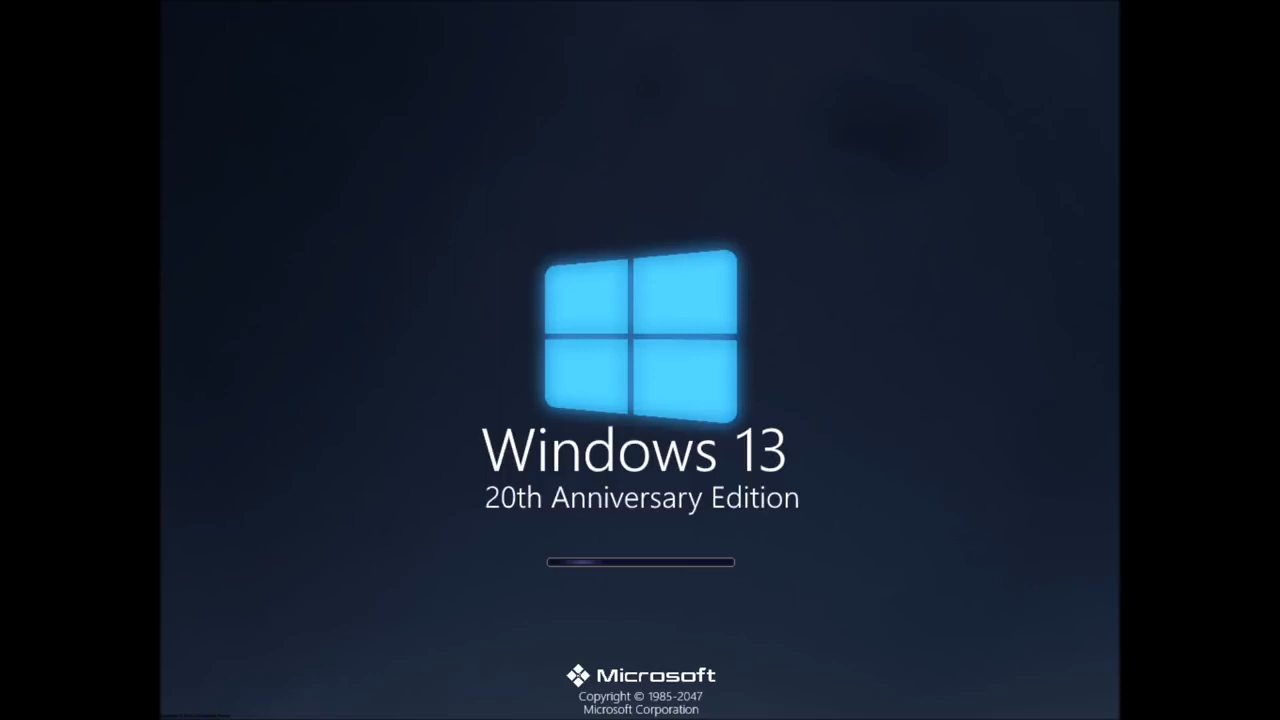 Windows 13
20th Anniversary Edition
Microsoft
Copyright © 1985-2047
Microsoft Corporation